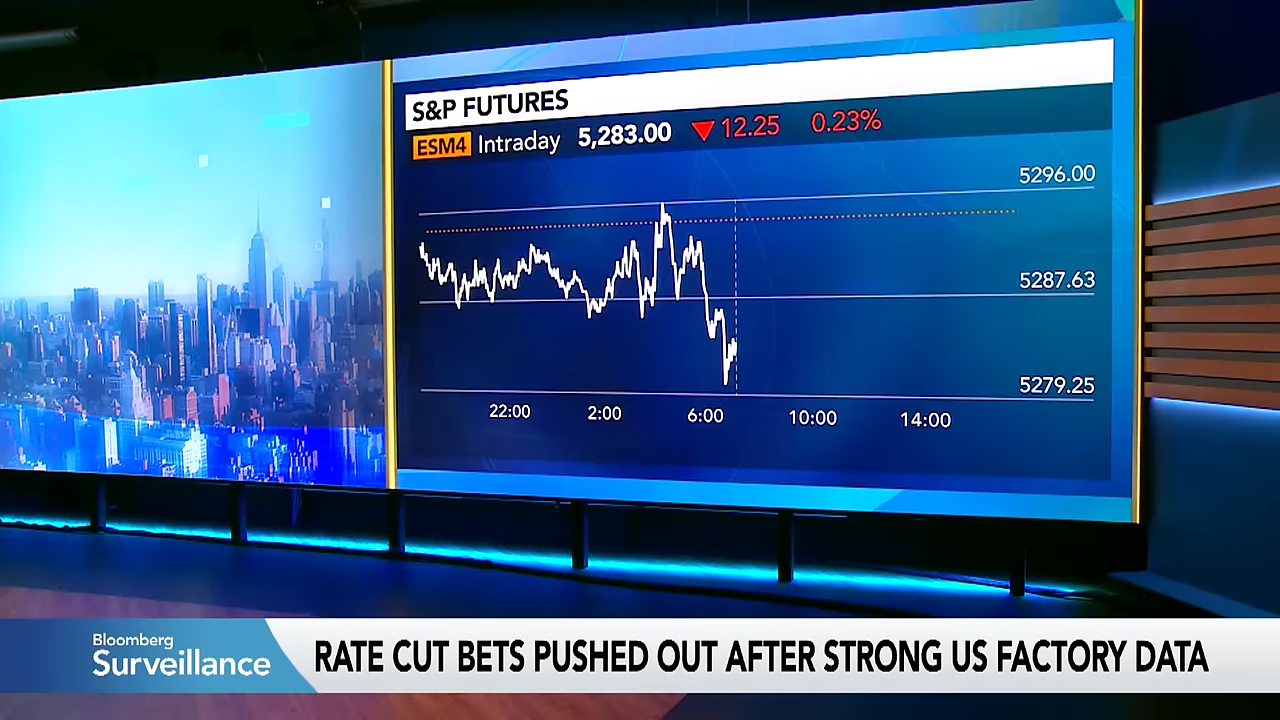 S&P FUTURES
ESM4 Intraday 5,283.00 ▼12.25 0.23%
5296.00
5287.63
5279.25
22:00 2:00 6:00 10:00 14:00
Bloomberg
Surveillance
RATE CUT BETS PUSHED OUT AFTER STRONG US FACTORY DATA